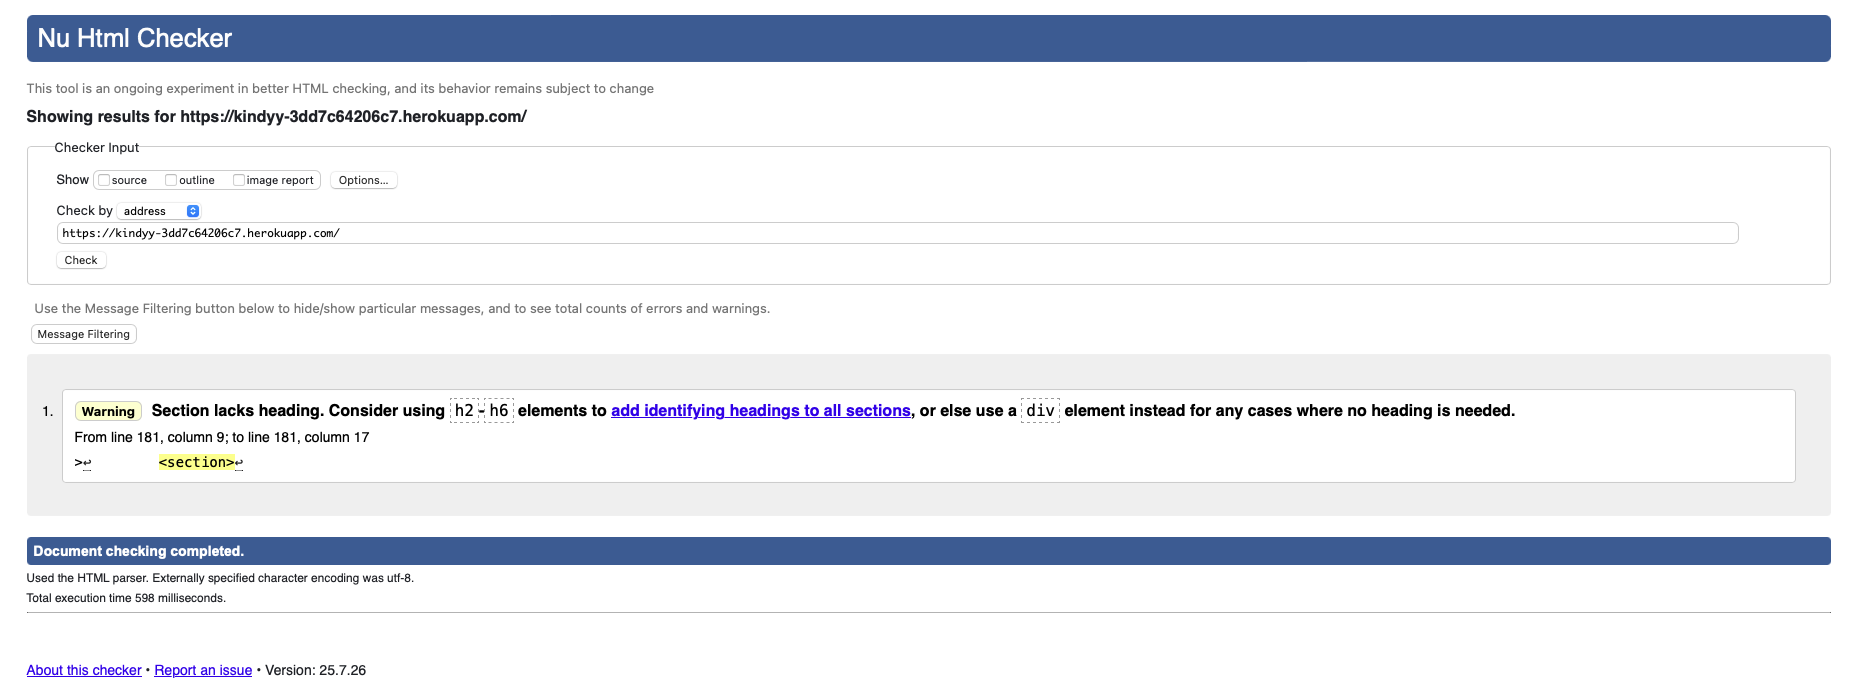 Nu Html Checker
This tool is an ongoing experiment in better HTML checking, and its behavior remains subject to change
Showing results for https://kindyy-3dd7c64206c7.herokuapp.com/
Checker Input
Show source outline image report Options...
Check by address
https://kindyy-3dd7c64206c7.herokuapp.com/
Check
Use the Message Filtering button below to hide/show particular messages, and to see total counts of errors and warnings.
Message Filtering
1. Warning Section lacks heading. Consider using h2-h6 elements to add identifying headings to all sections, or else use a div element instead for any cases where no heading is needed.
From line 181, column 9; to line 181, column 17
>↩ <section>↩
Document checking completed.
Used the HTML parser. Externally specified character encoding was utf-8.
Total execution time 598 milliseconds.
About this checker • Report an issue • Version: 25.7.26